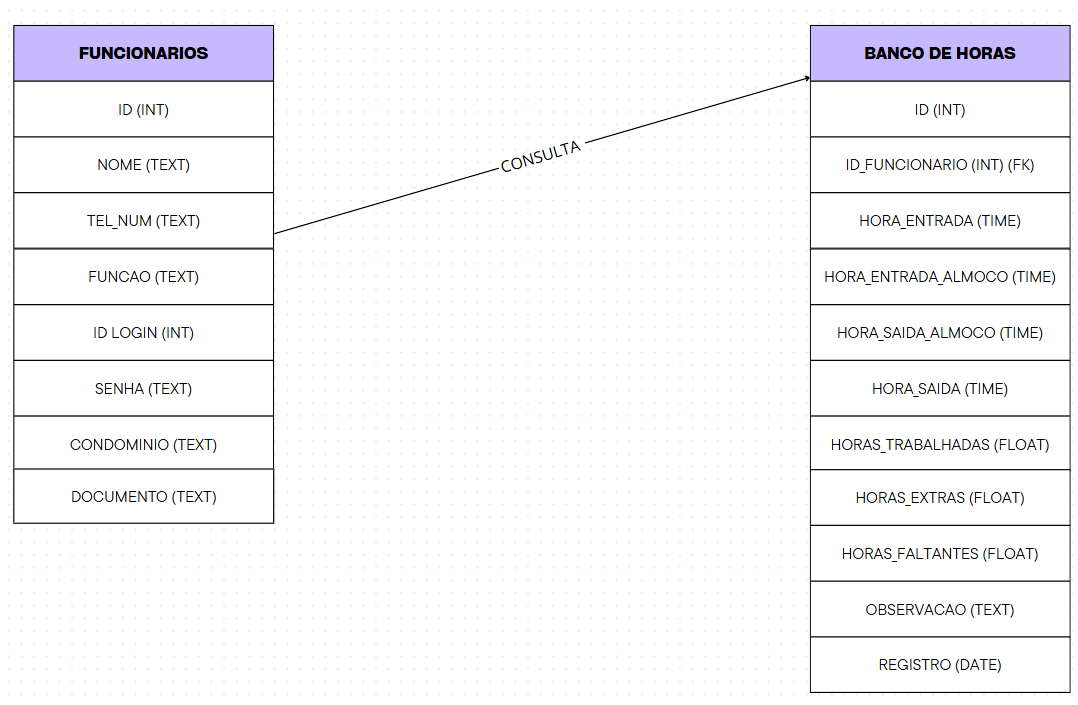 FUNCIONARIOS
ID (INT)
NOME (TEXT)
TEL_NUM (TEXT)
FUNCAO (TEXT)
ID LOGIN (INT)
SENHA (TEXT)
CONDOMINIO (TEXT)
DOCUMENTO (TEXT)
CONSULTA
BANCO DE HORAS
ID (INT)
ID_FUNCIONARIO (INT) (FK)
HORA_ENTRADA (TIME)
HORA_ENTRADA_ALMOCO (TIME)
HORA_SAIDA_ALMOCO (TIME)
HORA_SAIDA (TIME)
HORAS_TRABALHADAS (FLOAT)
HORAS_EXTRAS (FLOAT)
HORAS_FALTANTES (FLOAT)
OBSERVACAO (TEXT)
REGISTRO (DATE)